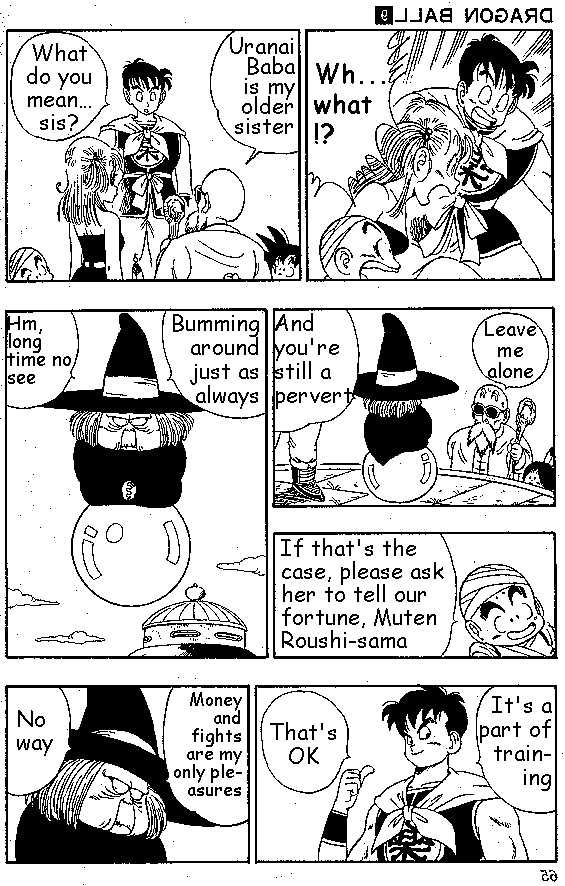 DRAGON BALL 9
What
do you
mean...
sis?
Uranai
Baba
is my
older
sister
Wh...
what
!?
Hm,
long
time no
see
Bumming
around
just as
always
And
you're
still a
pervert
Leave
me
alone
If that's the
case, please ask
her to tell our
fortune, Muten
Roushi-sama
No
way
Money
and
fights
are my
only ple-
asures
That's
OK
It's a
part of
train-
ing
65